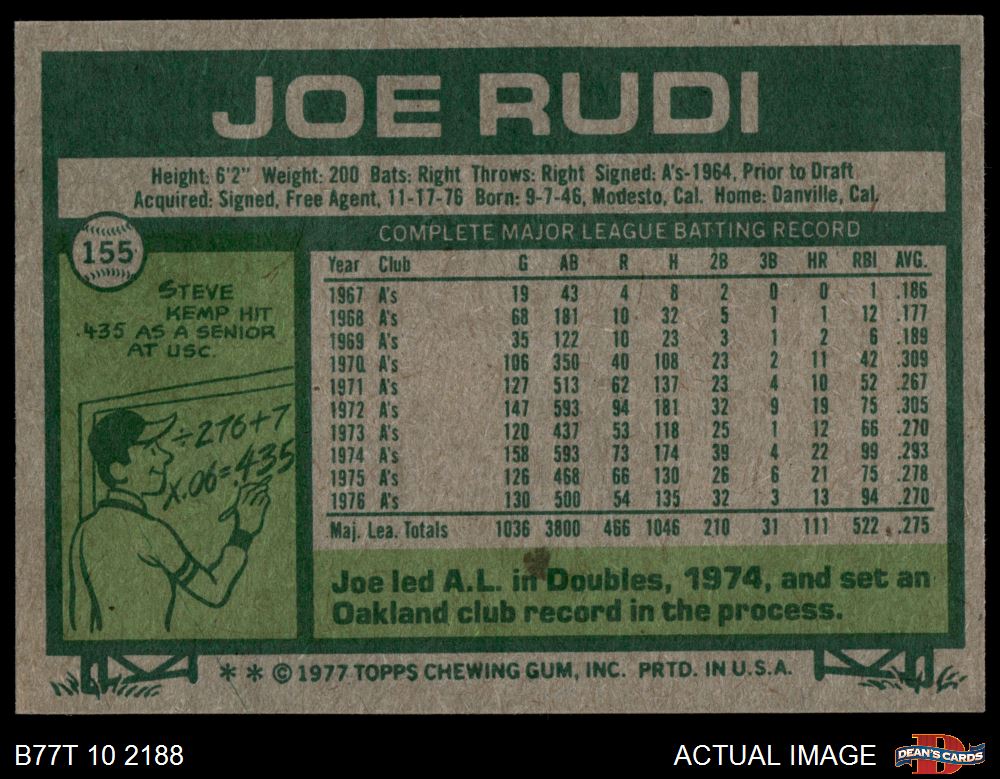 JOE RUDI
Height: 6'2" Weight: 200 Bats: Right Throws: Right Signed: A's-1964, Prior to Draft
Acquired: Signed, Free Agent, 11-17-76 Born: 9-7-46, Modesto, Cal. Home: Danville, Cal.
155
STEVE
KEMP HIT
.435 AS A SENIOR
AT USC.
÷276+7
X.06=.435
COMPLETE MAJOR LEAGUE BATTING RECORD
Year Club G AB R H 2B 3B HR RBI AVG.
1967 A's 19 43 4 8 2 0 0 1 .186
1968 A's 68 181 10 32 5 1 1 12 .177
1969 A's 35 122 10 23 3 1 2 6 .189
1970 A's 106 350 40 108 23 2 11 42 .309
1971 A's 127 513 62 137 23 4 10 52 .267
1972 A's 147 593 94 181 32 9 19 75 .305
1973 A's 120 437 53 118 25 1 12 66 .270
1974 A's 158 593 73 174 39 4 22 99 .293
1975 A's 126 468 66 130 26 6 21 75 .278
1976 A's 130 500 54 135 32 3 13 94 .270
Maj. Lea. Totals 1036 3800 466 1046 210 31 111 522 .275
Joe led A.L. in Doubles, 1974, and set an
Oakland club record in the process.
* * © 1977 TOPPS CHEWING GUM, INC. PRTD. IN U.S.A.
B77T 10 2188
ACTUAL IMAGE
D
DEAN'S CARDS